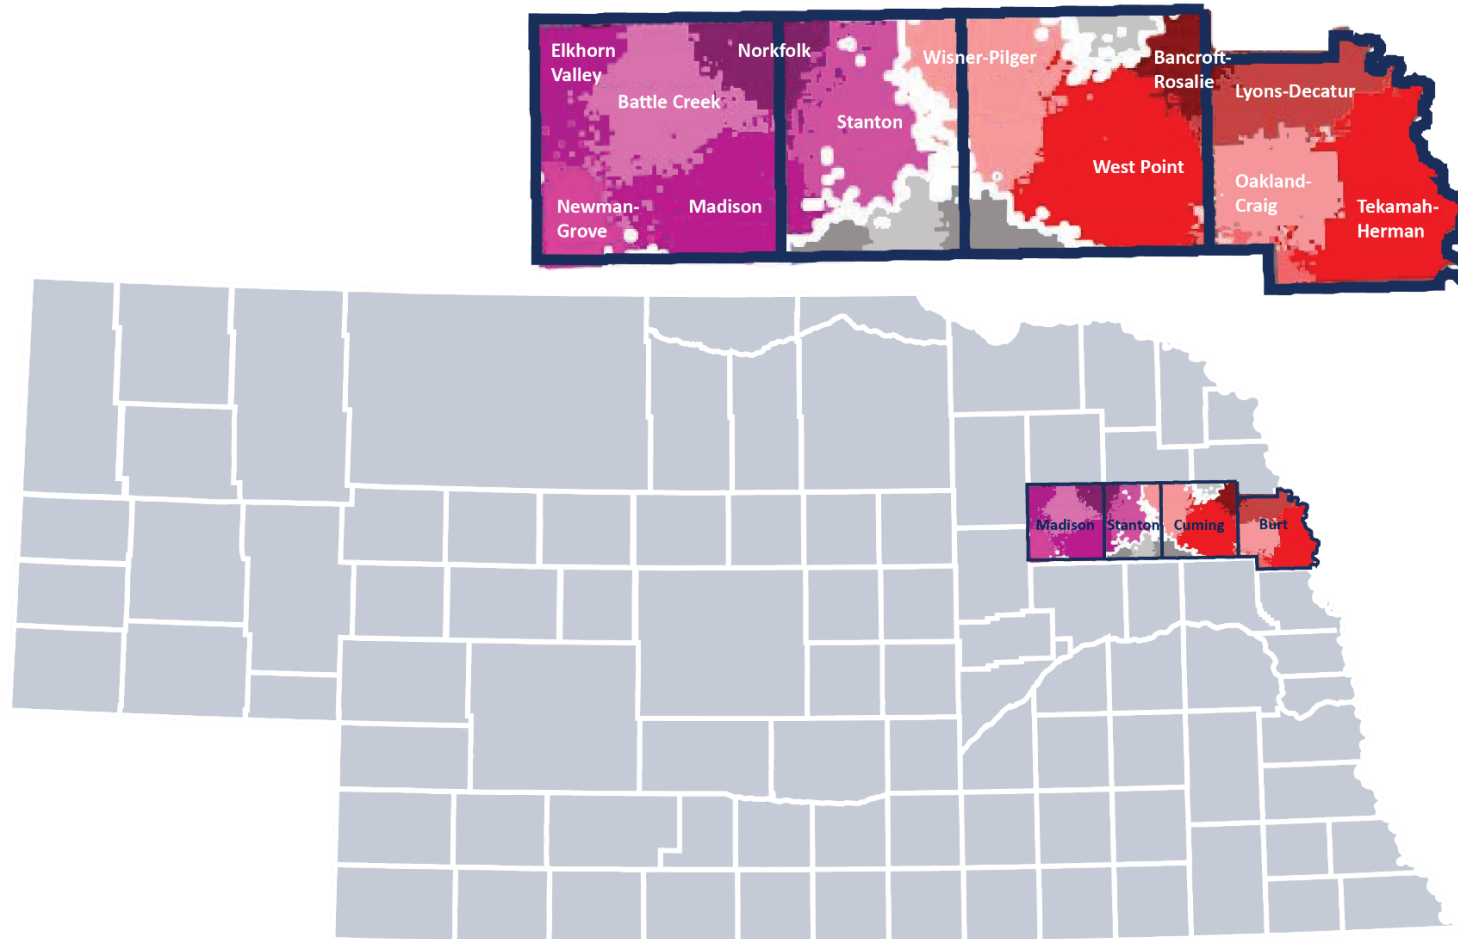 Elkhorn
Valley
Norkfolk
Wisner-Pilger
Bancroft-
Rosalie
Battle Creek
Lyons-Decatur
Stanton
West Point
Oakland-
Craig
Newman-
Grove
Madison
Tekamah-
Herman
Madison
Stanton
Cuming
Burt